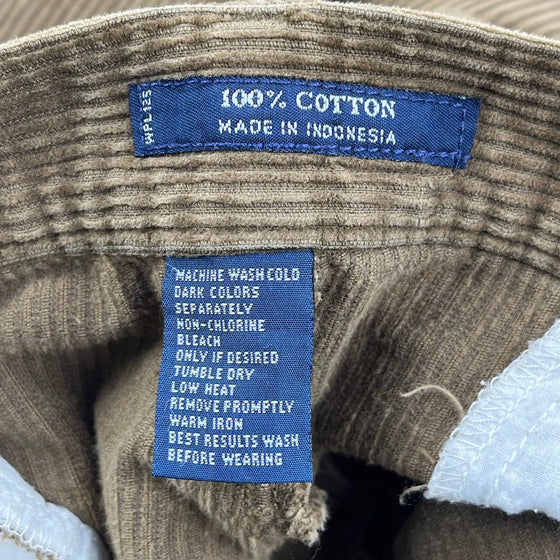 WPL 125
100% COTTON
MADE IN INDONESIA
MACHINE WASH COLD
DARK COLORS
SEPARATELY
NON-CHLORINE
BLEACH
ONLY IF DESIRED
TUMBLE DRY
LOW HEAT
REMOVE PROMPTLY
WARM IRON
BEST RESULTS WASH
BEFORE WEARING